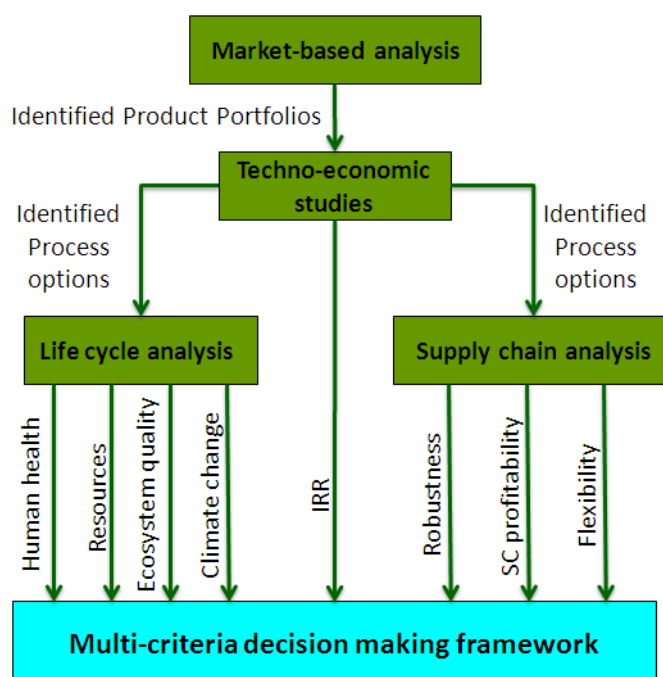 Market-based analysis
Identified Product Portfolios
Techno-economic
studies
Identified
Process
options
Identified
Process
options
Life cycle analysis
Supply chain analysis
Human health
Resources
Ecosystem quality
Climate change
IRR
Robustness
SC profitability
Flexibility
Multi-criteria decision making framework